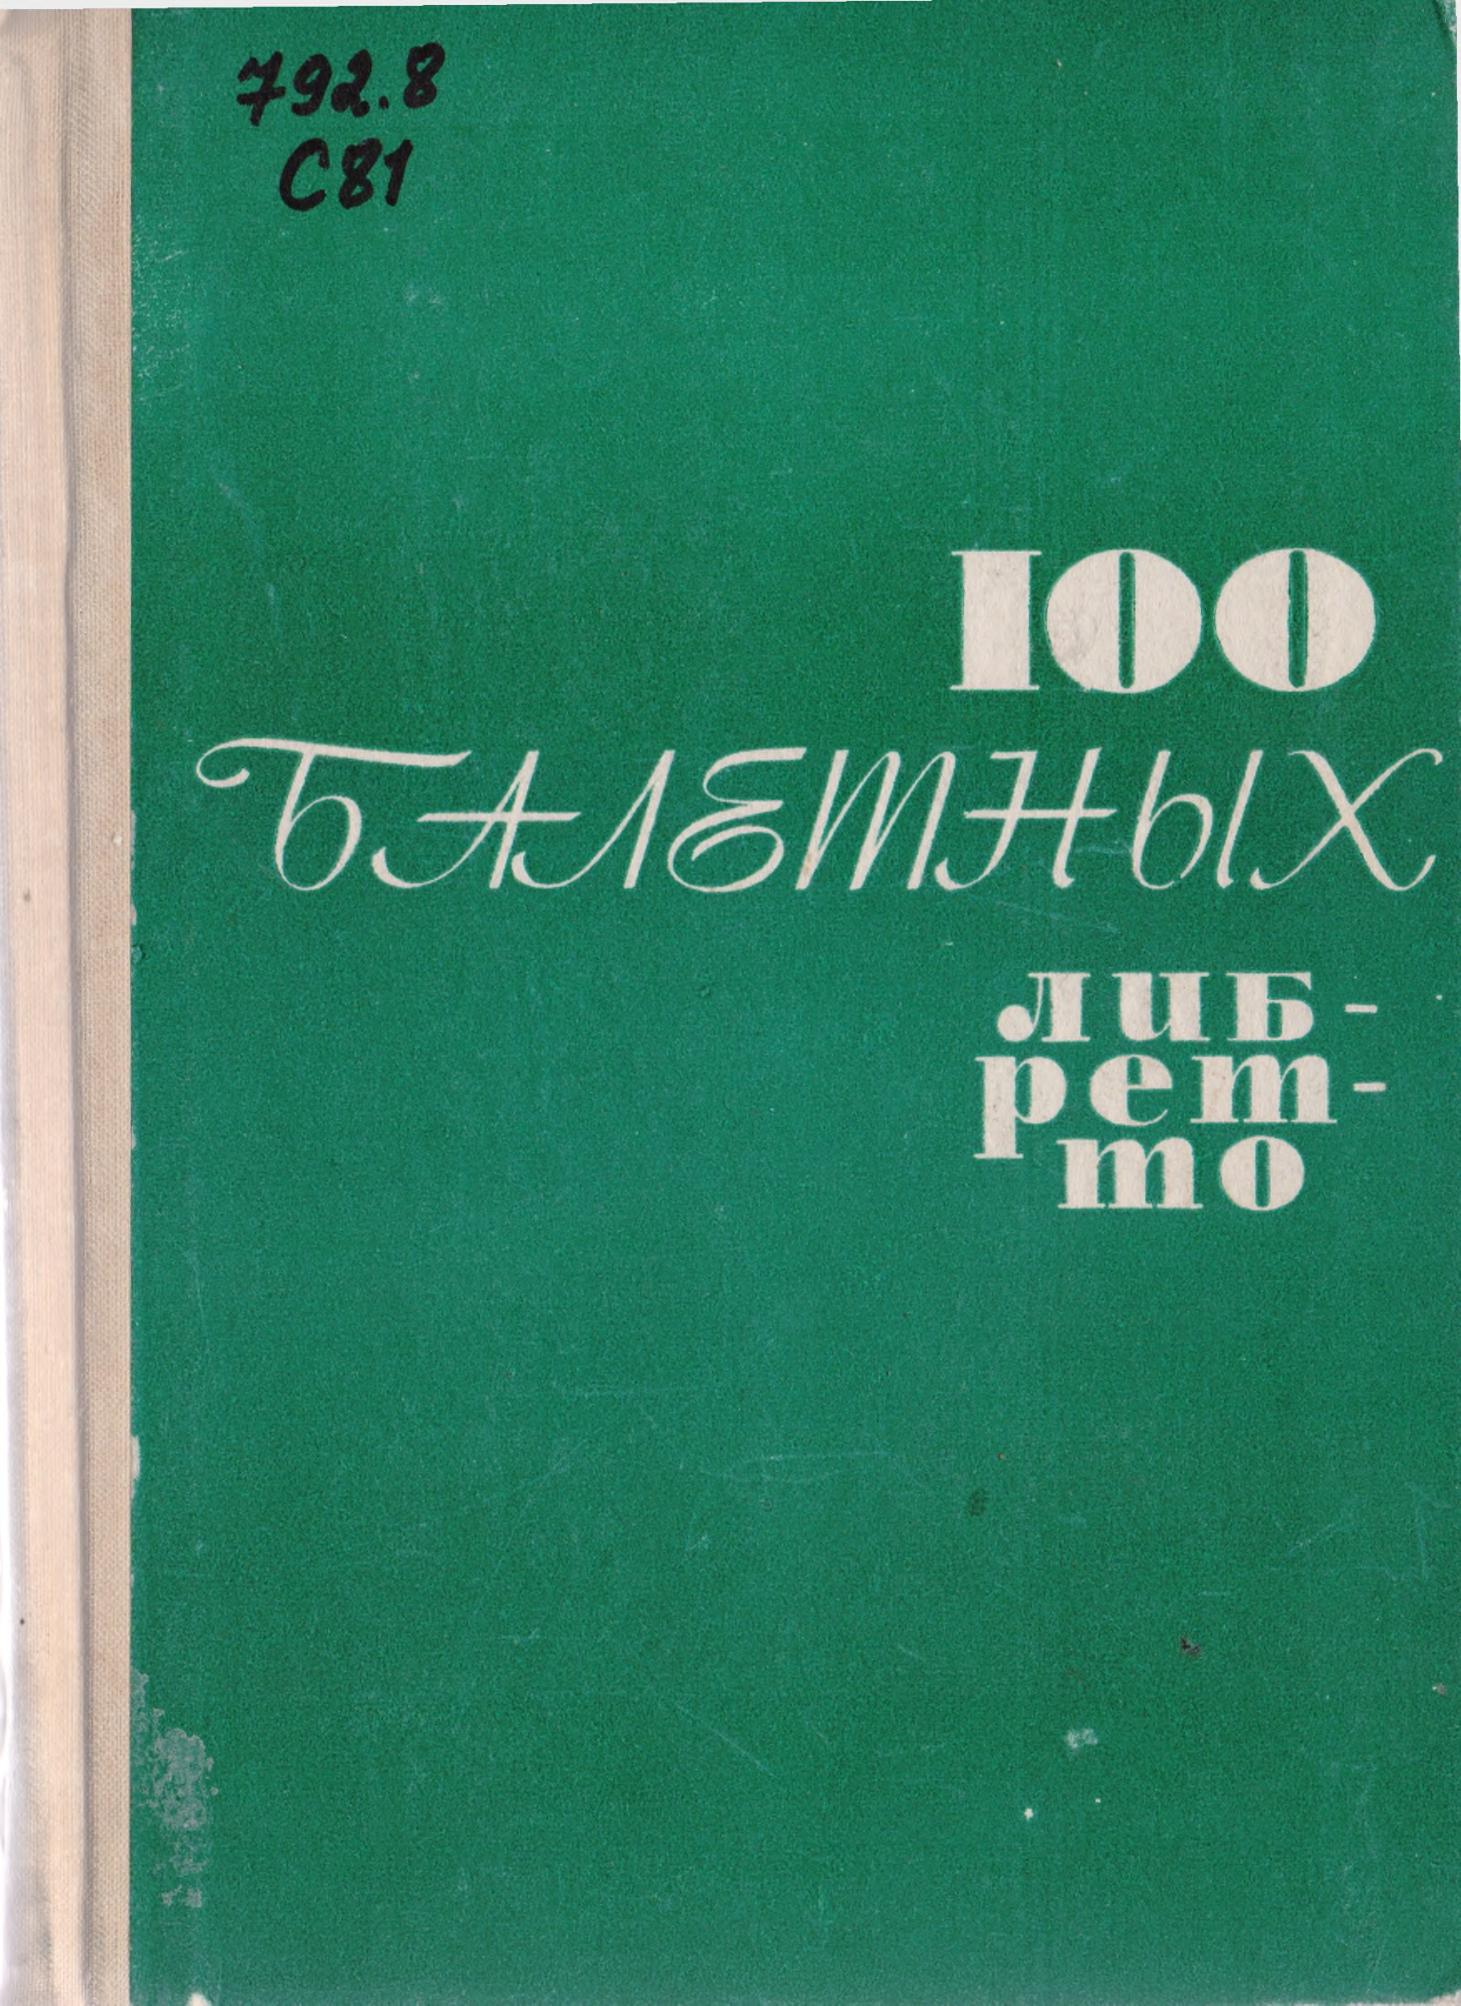 792.8
С81
100
БАЛЕТНЫХ
либ-
рет-
то